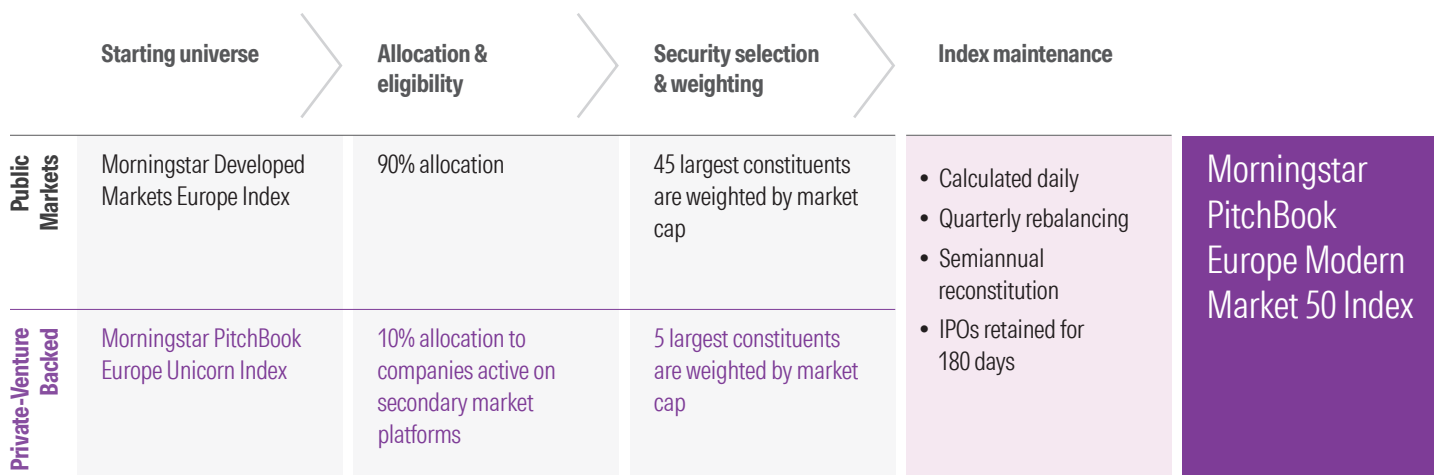 Starting universe
Allocation &
eligibility
Security selection
& weighting
Index maintenance
Public
Markets
Morningstar Developed
Markets Europe Index
90% allocation
45 largest constituents
are weighted by market
cap
Private-Venture
Backed
Morningstar PitchBook
Europe Unicorn Index
10% allocation to
companies active on
secondary market
platforms
5 largest constituents
are weighted by market
cap
• Calculated daily
• Quarterly rebalancing
• Semiannual
reconstitution
• IPOs retained for
180 days
Morningstar
PitchBook
Europe Modern
Market 50 Index